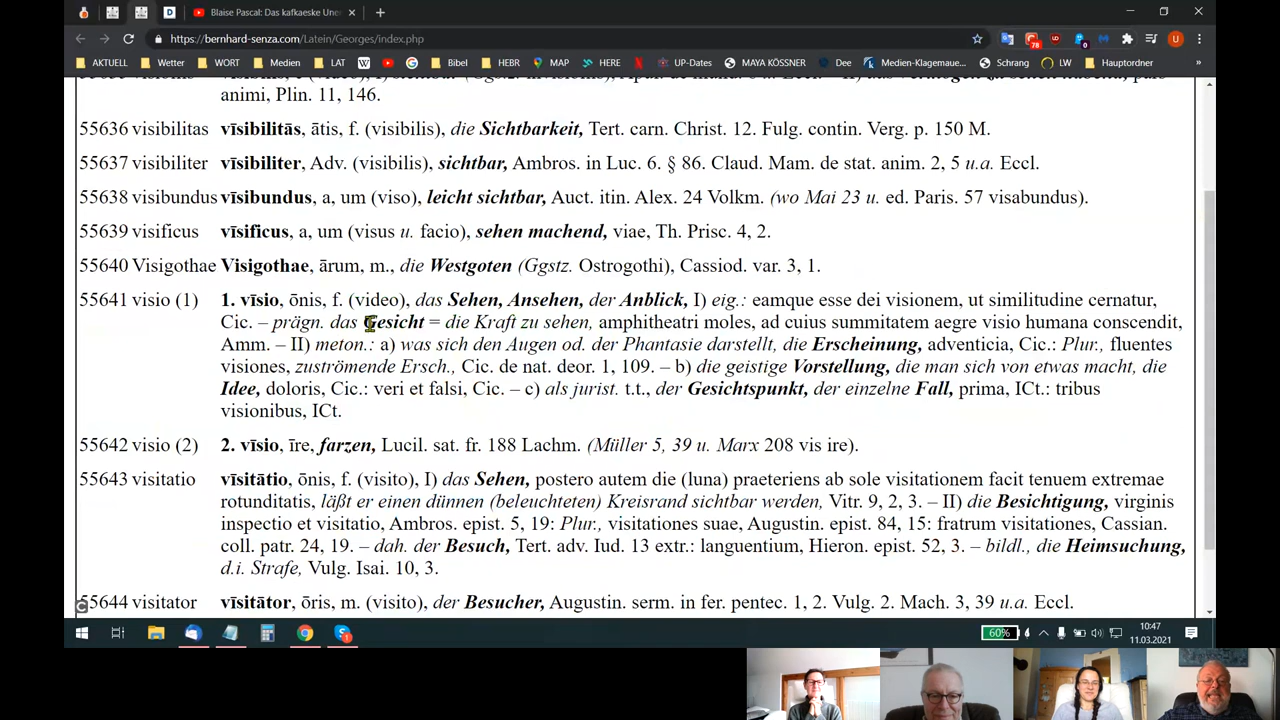 Blaise Pascal: Das kafkaeske Une
https://bernhard-senza.com/Latein/Georges/index.php
78
0
U
AKTUELL Wetter WORT Medien LAT Bibel HEBR MAP HERE UP-Dates MAYA KÖSSNER Dee Medien-Klagemauer... Schrang LW Hauptordner
animi, Plin. 11, 146.
55636 visibilitas vīsibilitās, ātis, f. (visibilis), die Sichtbarkeit, Tert. carn. Christ. 12. Fulg. contin. Verg. p. 150 M.
55637 visibiliter vīsibiliter, Adv. (visibilis), sichtbar, Ambros. in Luc. 6. § 86. Claud. Mam. de stat. anim. 2, 5 u.a. Eccl.
55638 visibundus vīsibundus, a, um (viso), leicht sichtbar, Auct. itin. Alex. 24 Volkm. (wo Mai 23 u. ed. Paris. 57 visabundus).
55639 visificus vīsificus, a, um (visus u. facio), sehen machend, viae, Th. Prisc. 4, 2.
55640 Visigothae Visigothae, ārum, m., die Westgoten (Ggstz. Ostrogothi), Cassiod. var. 3, 1.
55641 visio (1) 1. vīsio, ōnis, f. (video), das Sehen, Ansehen, der Anblick, I) eig.: eamque esse dei visionem, ut similitudine cernatur,
Cic. – prägn. das Gesicht = die Kraft zu sehen, amphitheatri moles, ad cuius summitatem aegre visio humana conscendit,
Amm. – II) meton.: a) was sich den Augen od. der Phantasie darstellt, die Erscheinung, adventicia, Cic.: Plur., fluentes
visiones, zuströmende Ersch., Cic. de nat. deor. 1, 109. – b) die geistige Vorstellung, die man sich von etwas macht, die
Idee, doloris, Cic.: veri et falsi, Cic. – c) als jurist. t.t., der Gesichtspunkt, der einzelne Fall, prima, ICt.: tribus
visionibus, ICt.
55642 visio (2) 2. vīsio, īre, farzen, Lucil. sat. fr. 188 Lachm. (Müller 5, 39 u. Marx 208 vis ire).
55643 visitatio vīsitātio, ōnis, f. (visito), I) das Sehen, postero autem die (luna) praeteriens ab sole visitationem facit tenuem extremae
rotunditatis, läßt er einen dünnen (beleuchteten) Kreisrand sichtbar werden, Vitr. 9, 2, 3. – II) die Besichtigung, virginis
inspectio et visitatio, Ambros. epist. 5, 19: Plur., visitationes suae, Augustin. epist. 84, 15: fratrum visitationes, Cassian.
coll. patr. 24, 19. – dah. der Besuch, Tert. adv. Iud. 13 extr.: languentium, Hieron. epist. 52, 3. – bildl., die Heimsuchung,
d.i. Strafe, Vulg. Isai. 10, 3.
55644 visitator vīsitātor, ōris, m. (visito), der Besucher, Augustin. serm. in fer. pentec. 1, 2. Vulg. 2. Mach. 3, 39 u.a. Eccl.
60%
10:47
11.03.2021